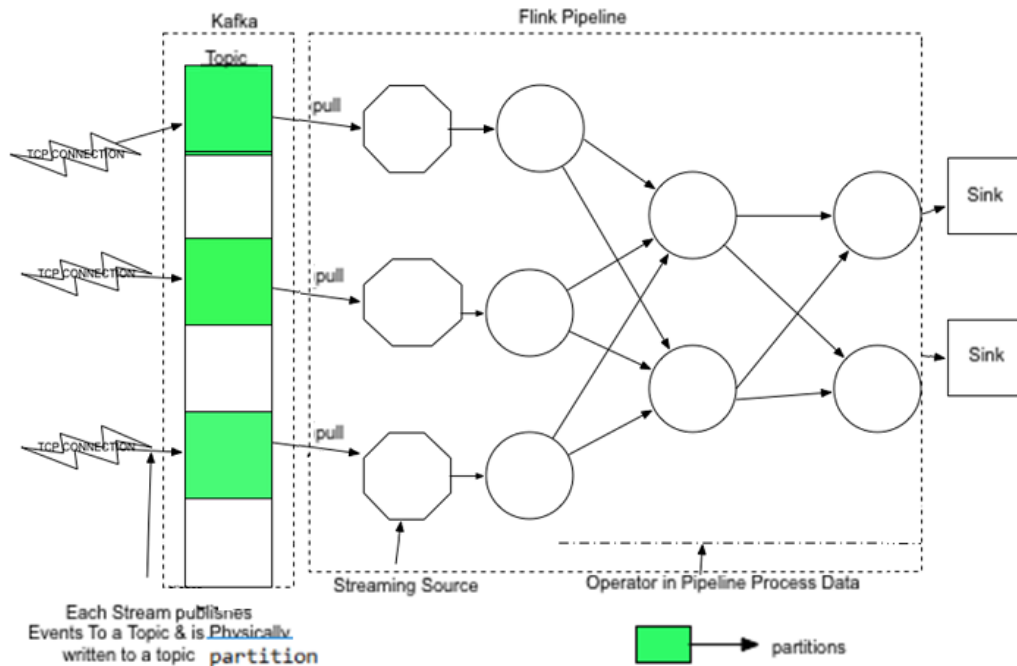 Flink Pipeline
Kafka
Topic
pull
TCP CONNECTION
Sink
pull
TCP CONNECTION
Sink
pull
TCP CONNECTION
Streaming Source
Operator in Pipeline Process Data
Each Stream publishes
Events To a Topic & is Physically
written to a topic partition
partitions